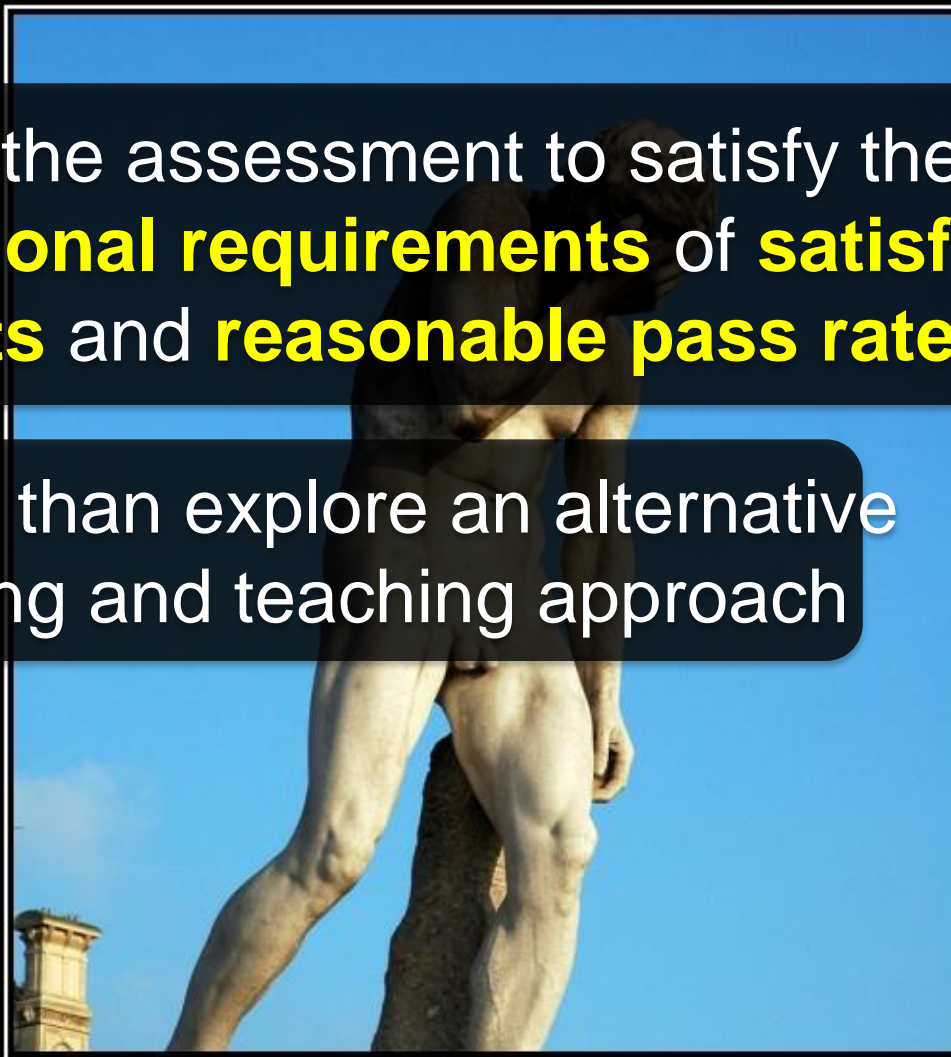 the assessment to satisfy the
onal requirements of satisf
ts and reasonable pass rate
than explore an alternative
ng and teaching approach